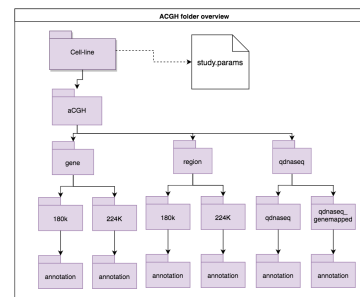 ACGH folder overview
Cell-line
study.params
aCGH
gene
region
qdnaseq
180k
224K
180k
224K
qdnaseq
qdnaseq_
genemapped
annotation
annotation
annotation
annotation
annotation
annotation